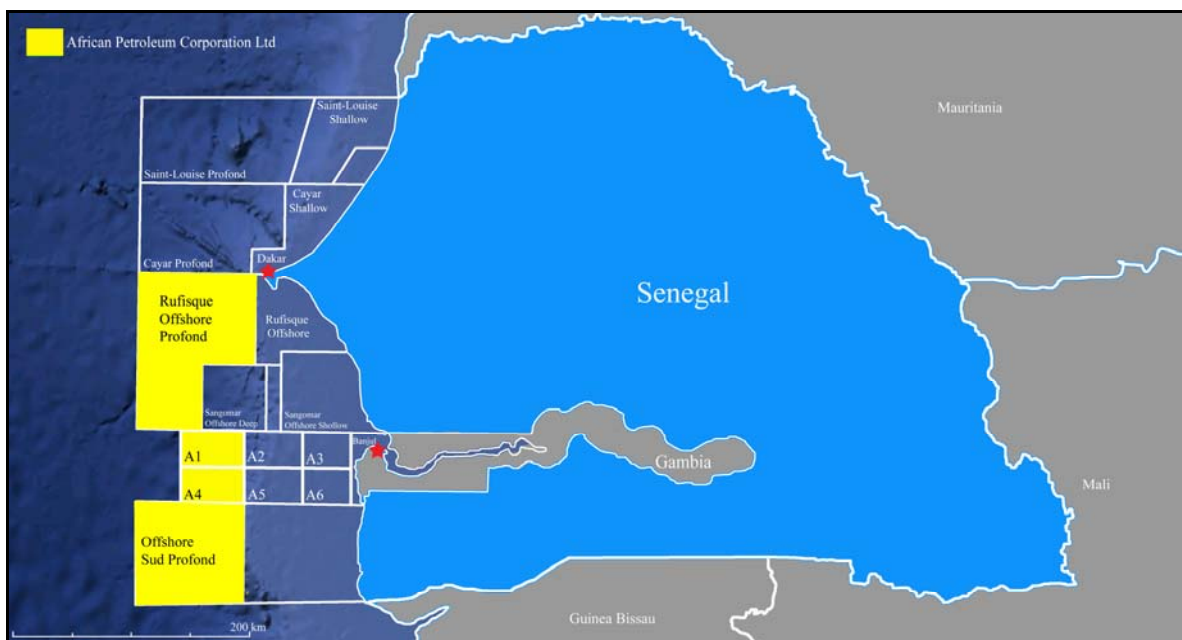 African Petroleum Corporation Ltd
Mauritania
Saint-Louise
Shallow
Saint-Louise Profond
Cayar
Shallow
Cayar Profond
Dakar
Senegal
Rufisque
Offshore
Profond
Rufisque
Offshore
Sangomar
Offshore Deep
Sangomar
Offshore Shollow
Banjul
A1
A2
A3
Gambia
Mali
A4
A5
A6
Offshore
Sud Profond
Guinea Bissau
200 km